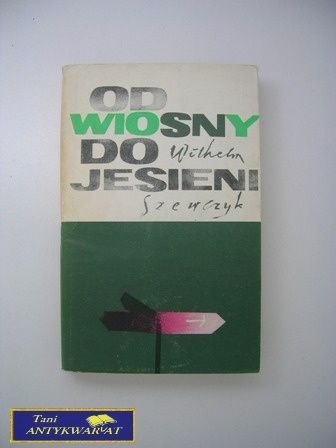 OD
WIOSNY
DO Wilhelm
JESIENI
Szewczyk
Tani
ANTYKWARIAT